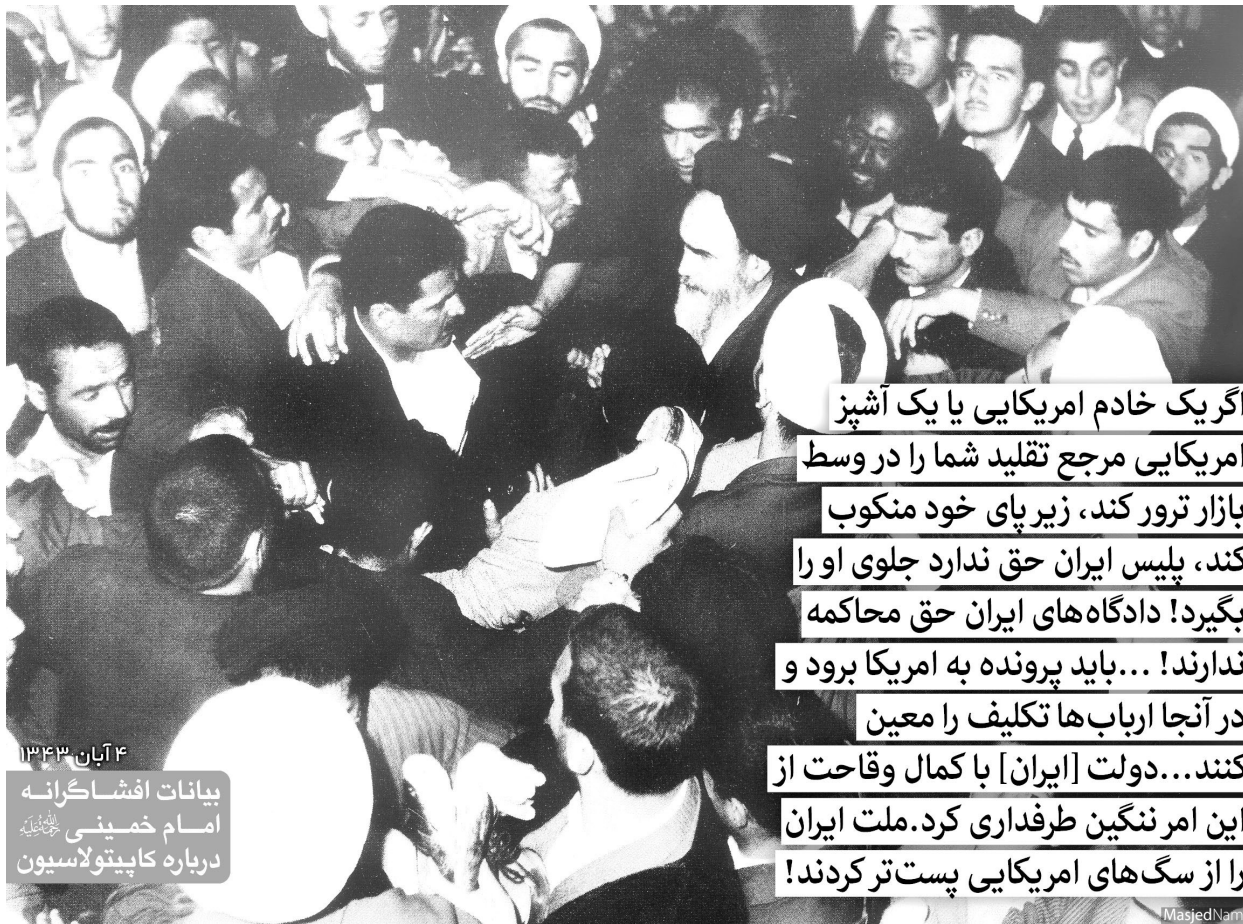 اگر یک خادم امریکایی یا یک آشپز
امریکایی مرجع تقلید شما را در وسط
بازار ترور کند، زیر پای خود منکوب
کند، پلیس ایران حق ندارد جلوی او را
بگیرد! دادگاه‌های ایران حق محاکمه
ندارند! ...باید پرونده به امریکا برود و
در آنجا ارباب‌ها تکلیف را معین
کنند...دولت [ایران] با کمال وقاحت از
این امر ننگین طرفداری کرد.ملت ایران
را از سگ‌های امریکایی پست‌تر کردند!
۴ آبان ۱۳۴۳
بیانات افشاگرانه
امام خمینی
درباره کاپیتولاسیون
MasjedNam